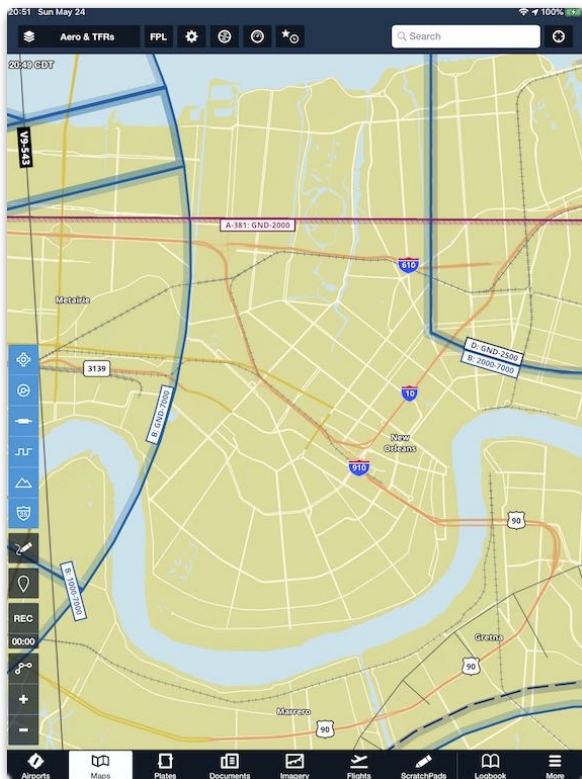 20:51 Sun May 24
100%
Aero & TFRs
FPL
Search
20:49 CDT
V9-543
A-381: GND-2000
610
Metairie
D: GND-2500
B: 2000-7000
3139
B: GND-7000
10
New
Orleans
910
90
B: 1000-7000
REC
00:00
Gretna
90
Marrero
90
Airports
Maps
Plates
Documents
Imagery
Flights
ScratchPads
Logbook
More